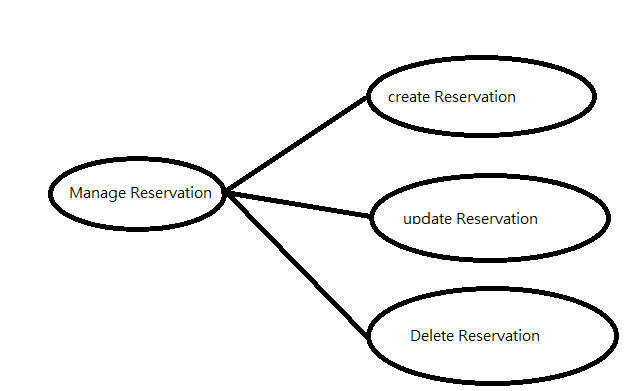 create Reservation
Manage Reservation
update Reservation
Delete Reservation